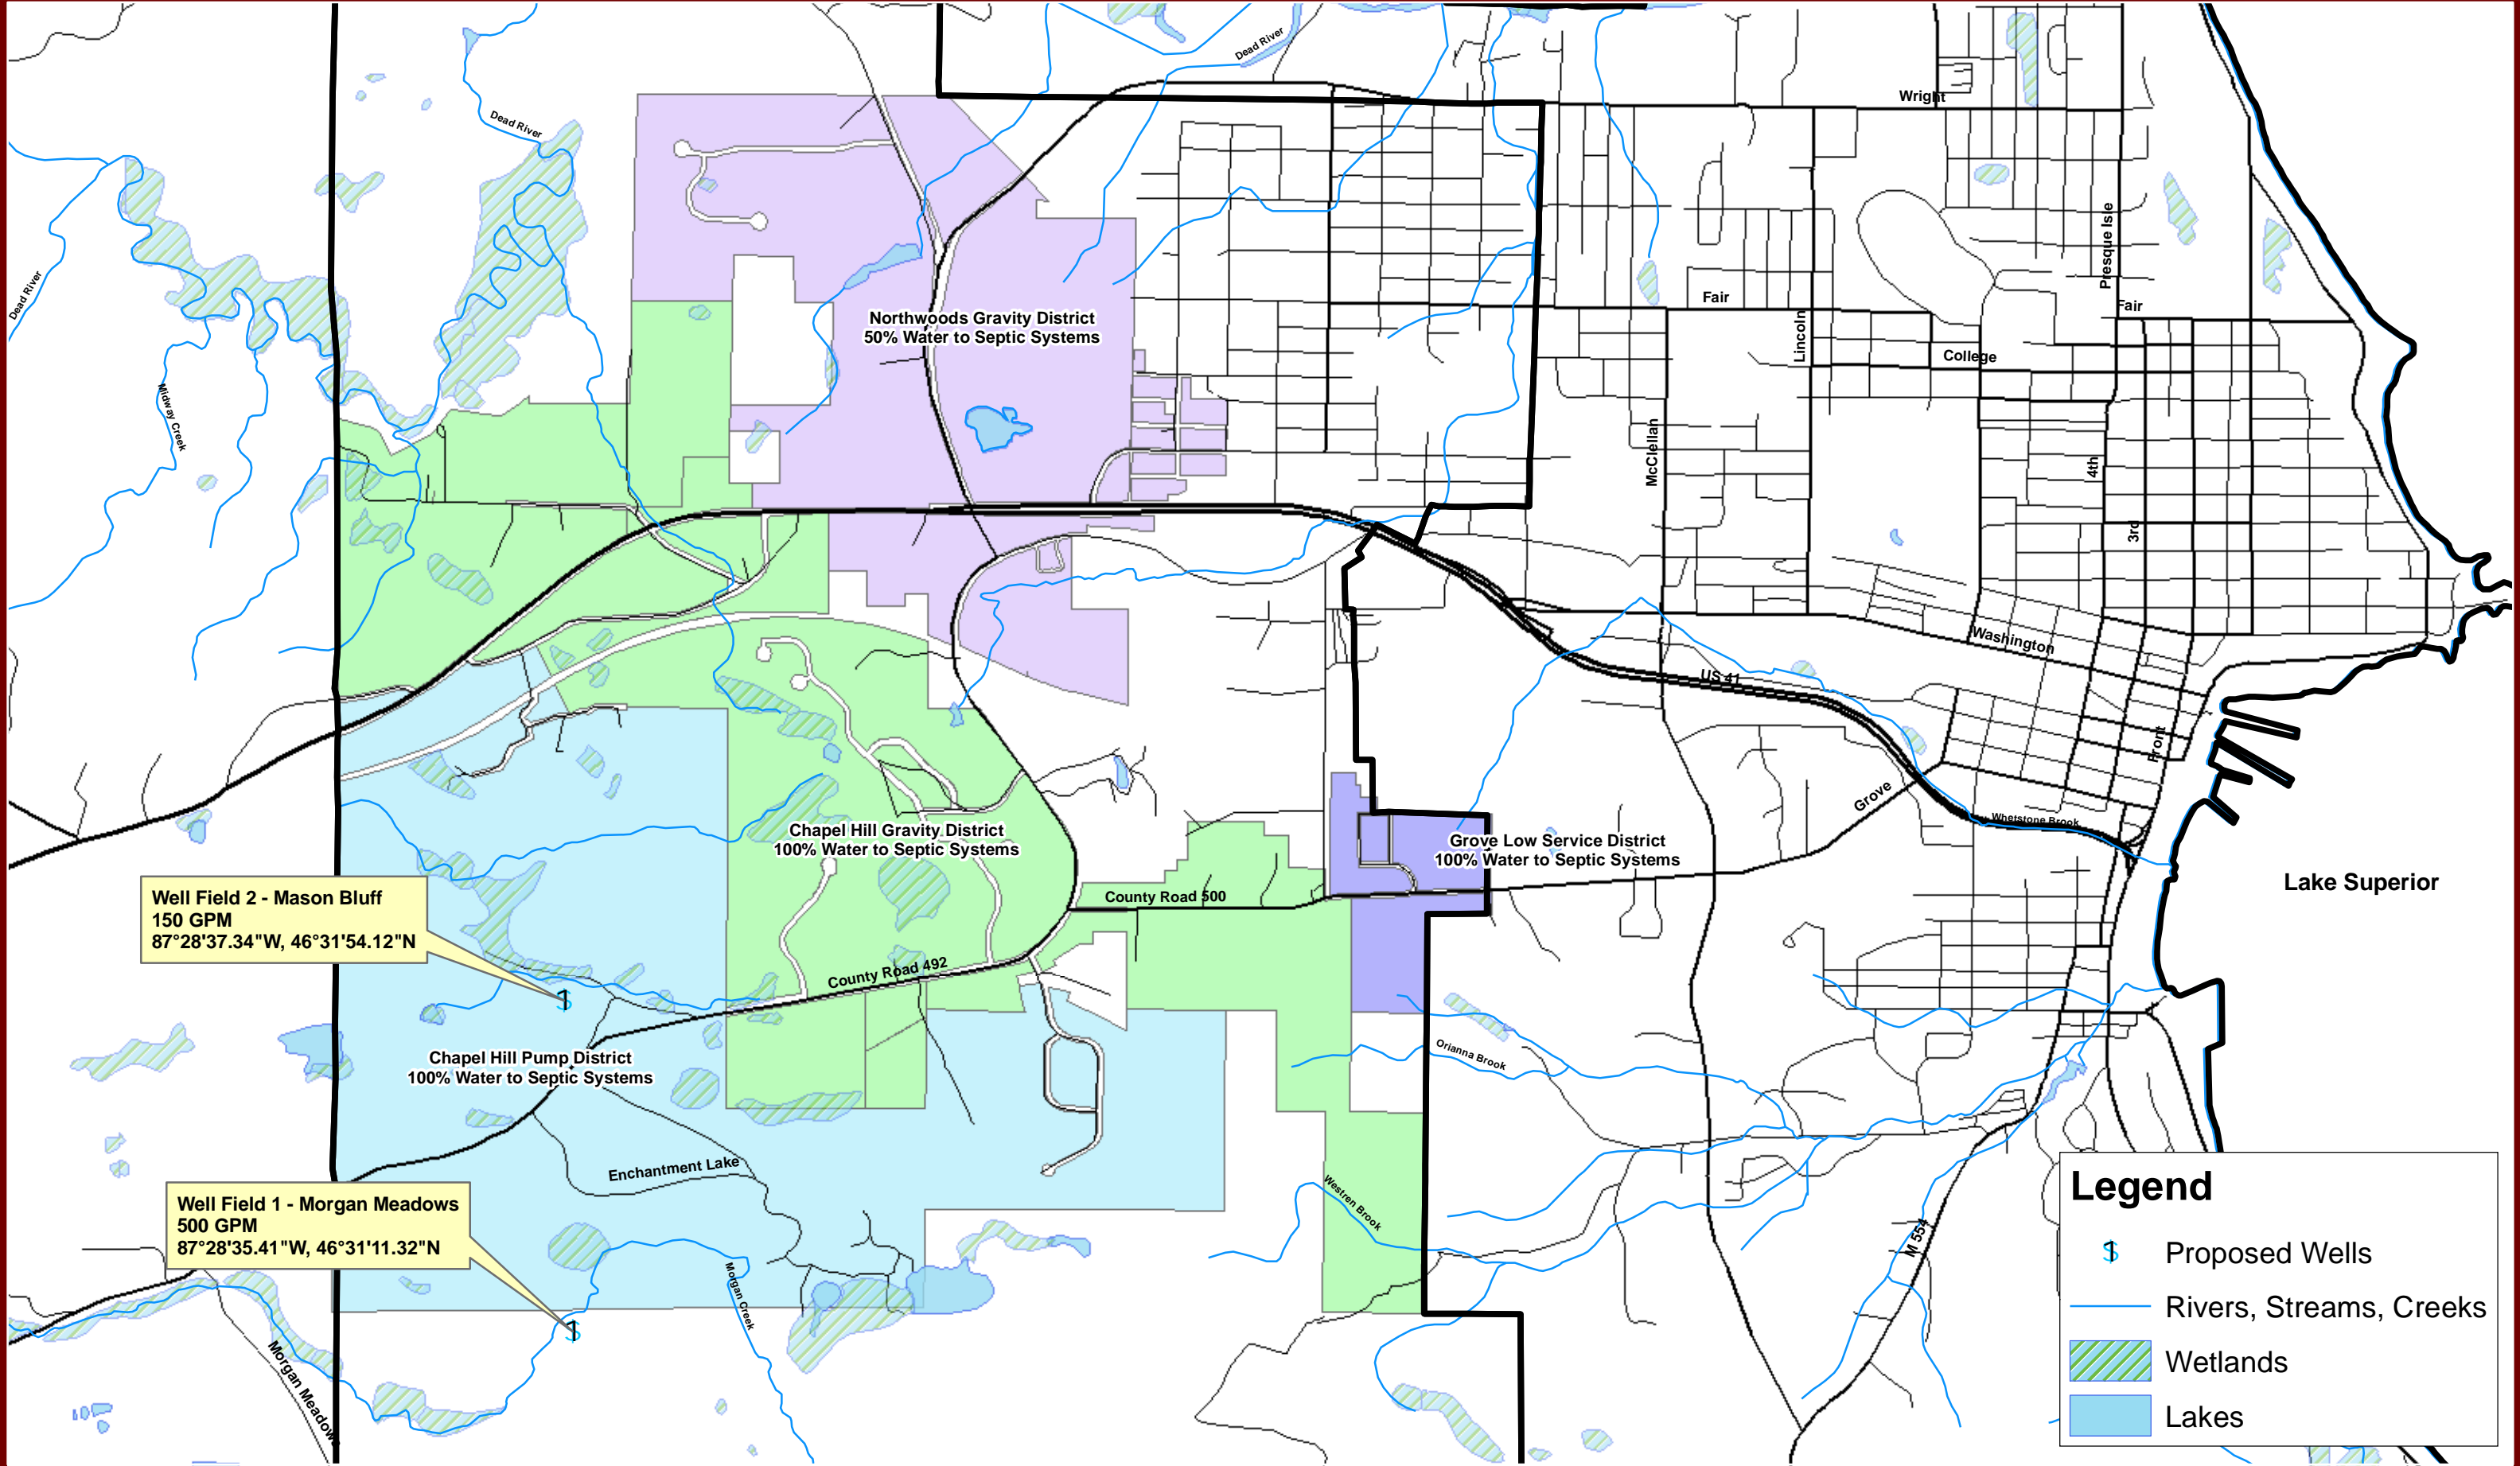 Dead River
Wright
Dead River
Presque Isle
Dead River
Fair
Fair
Northwoods Gravity District
50% Water to Septic Systems
Lincoln
College
Midway Creek
McClellan
4th
3rd
Washington
US 41
Front
Grove
Whetstone Brook
Chapel Hill Gravity District
100% Water to Septic Systems
Grove Low Service District
100% Water to Septic Systems
Lake Superior
County Road 500
Well Field 2 - Mason Bluff
150 GPM
87°28'37.34"W, 46°31'54.12"N
County Road 492
Orianna Brook
Chapel Hill Pump District
100% Water to Septic Systems
Enchantment Lake
Westren Brook
Well Field 1 - Morgan Meadows
500 GPM
87°28'35.41"W, 46°31'11.32"N
M 554
Morgan Creek
Morgan Meadows
Legend
Proposed Wells
Rivers, Streams, Creeks
Wetlands
Lakes